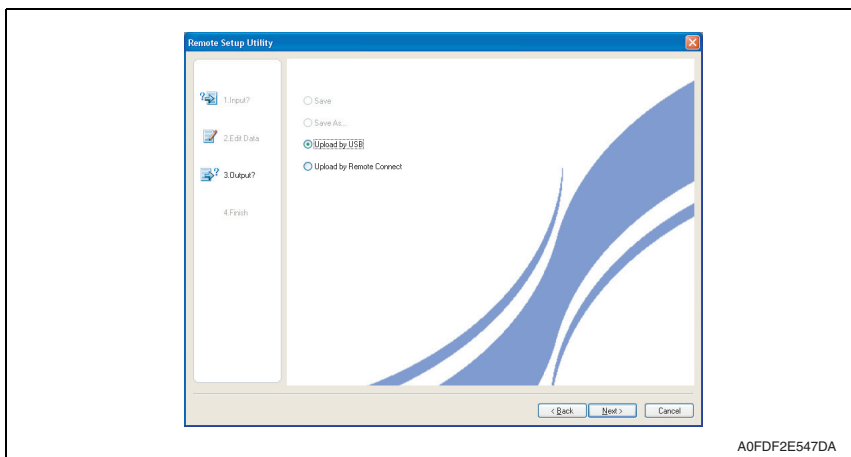 Remote Setup Utility
1.Input?
2.Edit Data
3.Output?
4.Finish
Save
Save As...
Upload by USB
Upload by Remote Connect
< Back
Next >
Cancel
A0FDF2E547DA